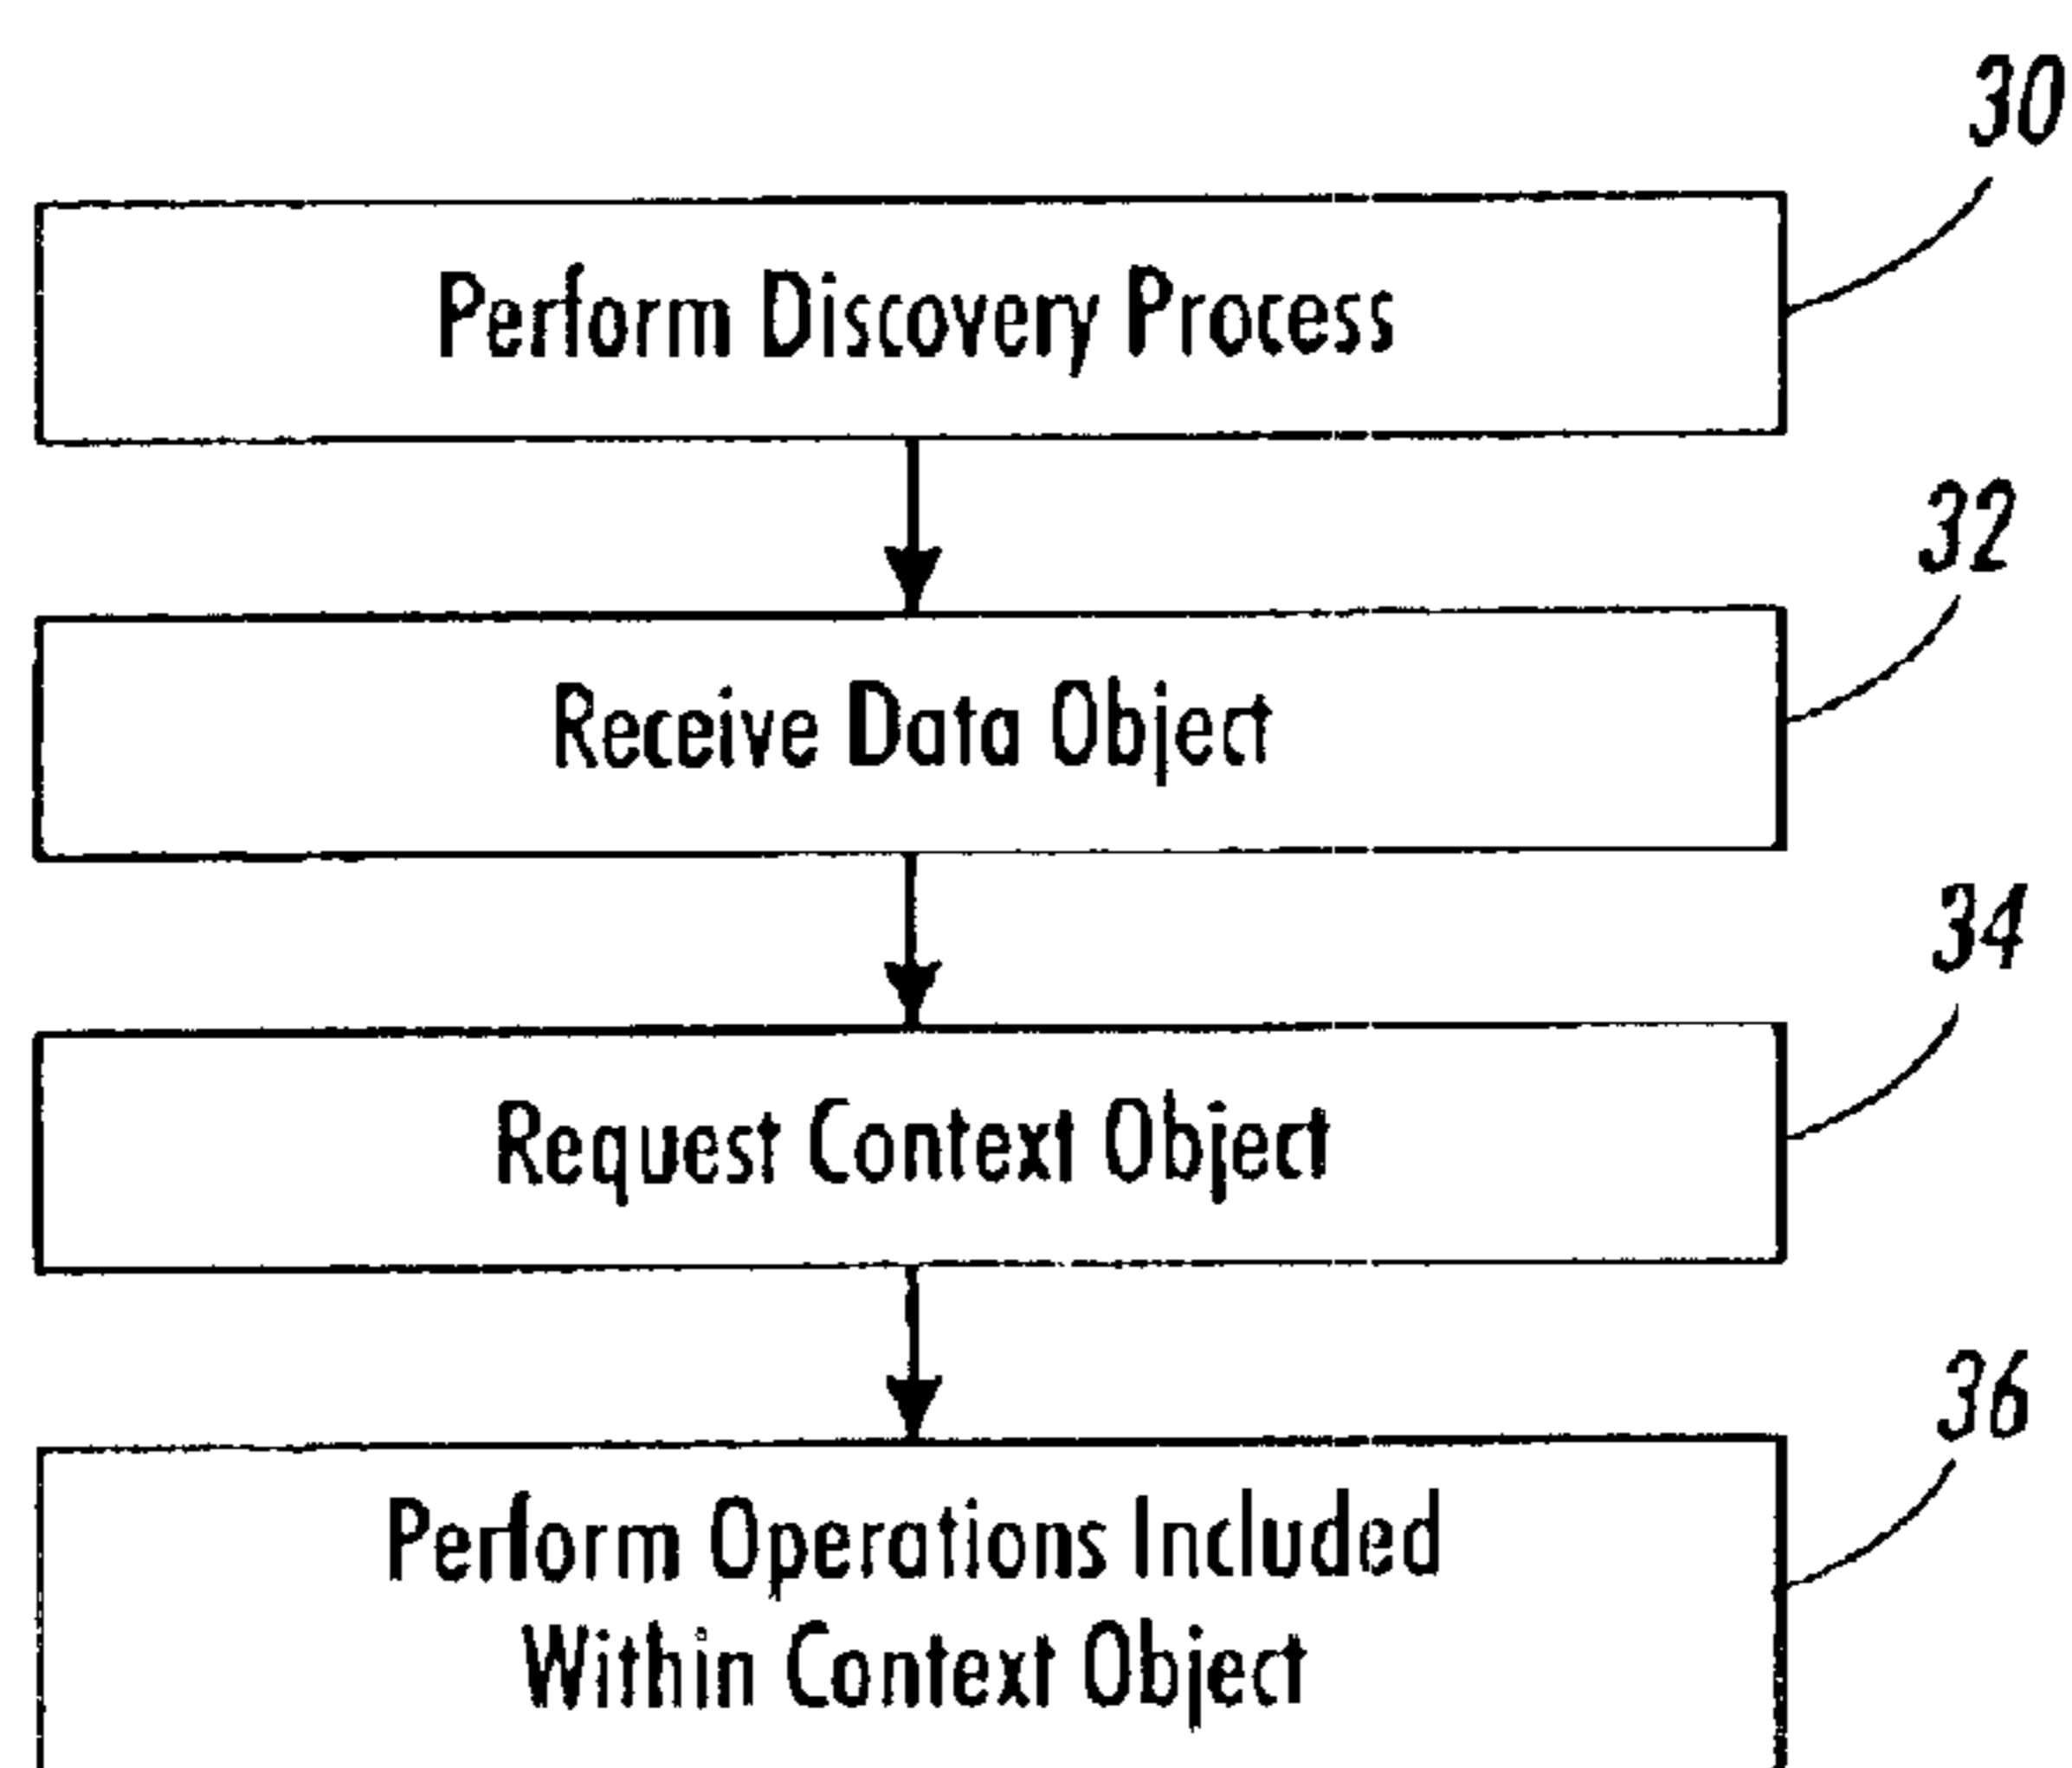 30
Perform Discovery Process
32
Receive Data Object
34
Request Context Object
36
Perform Operations Included
Within Context Object